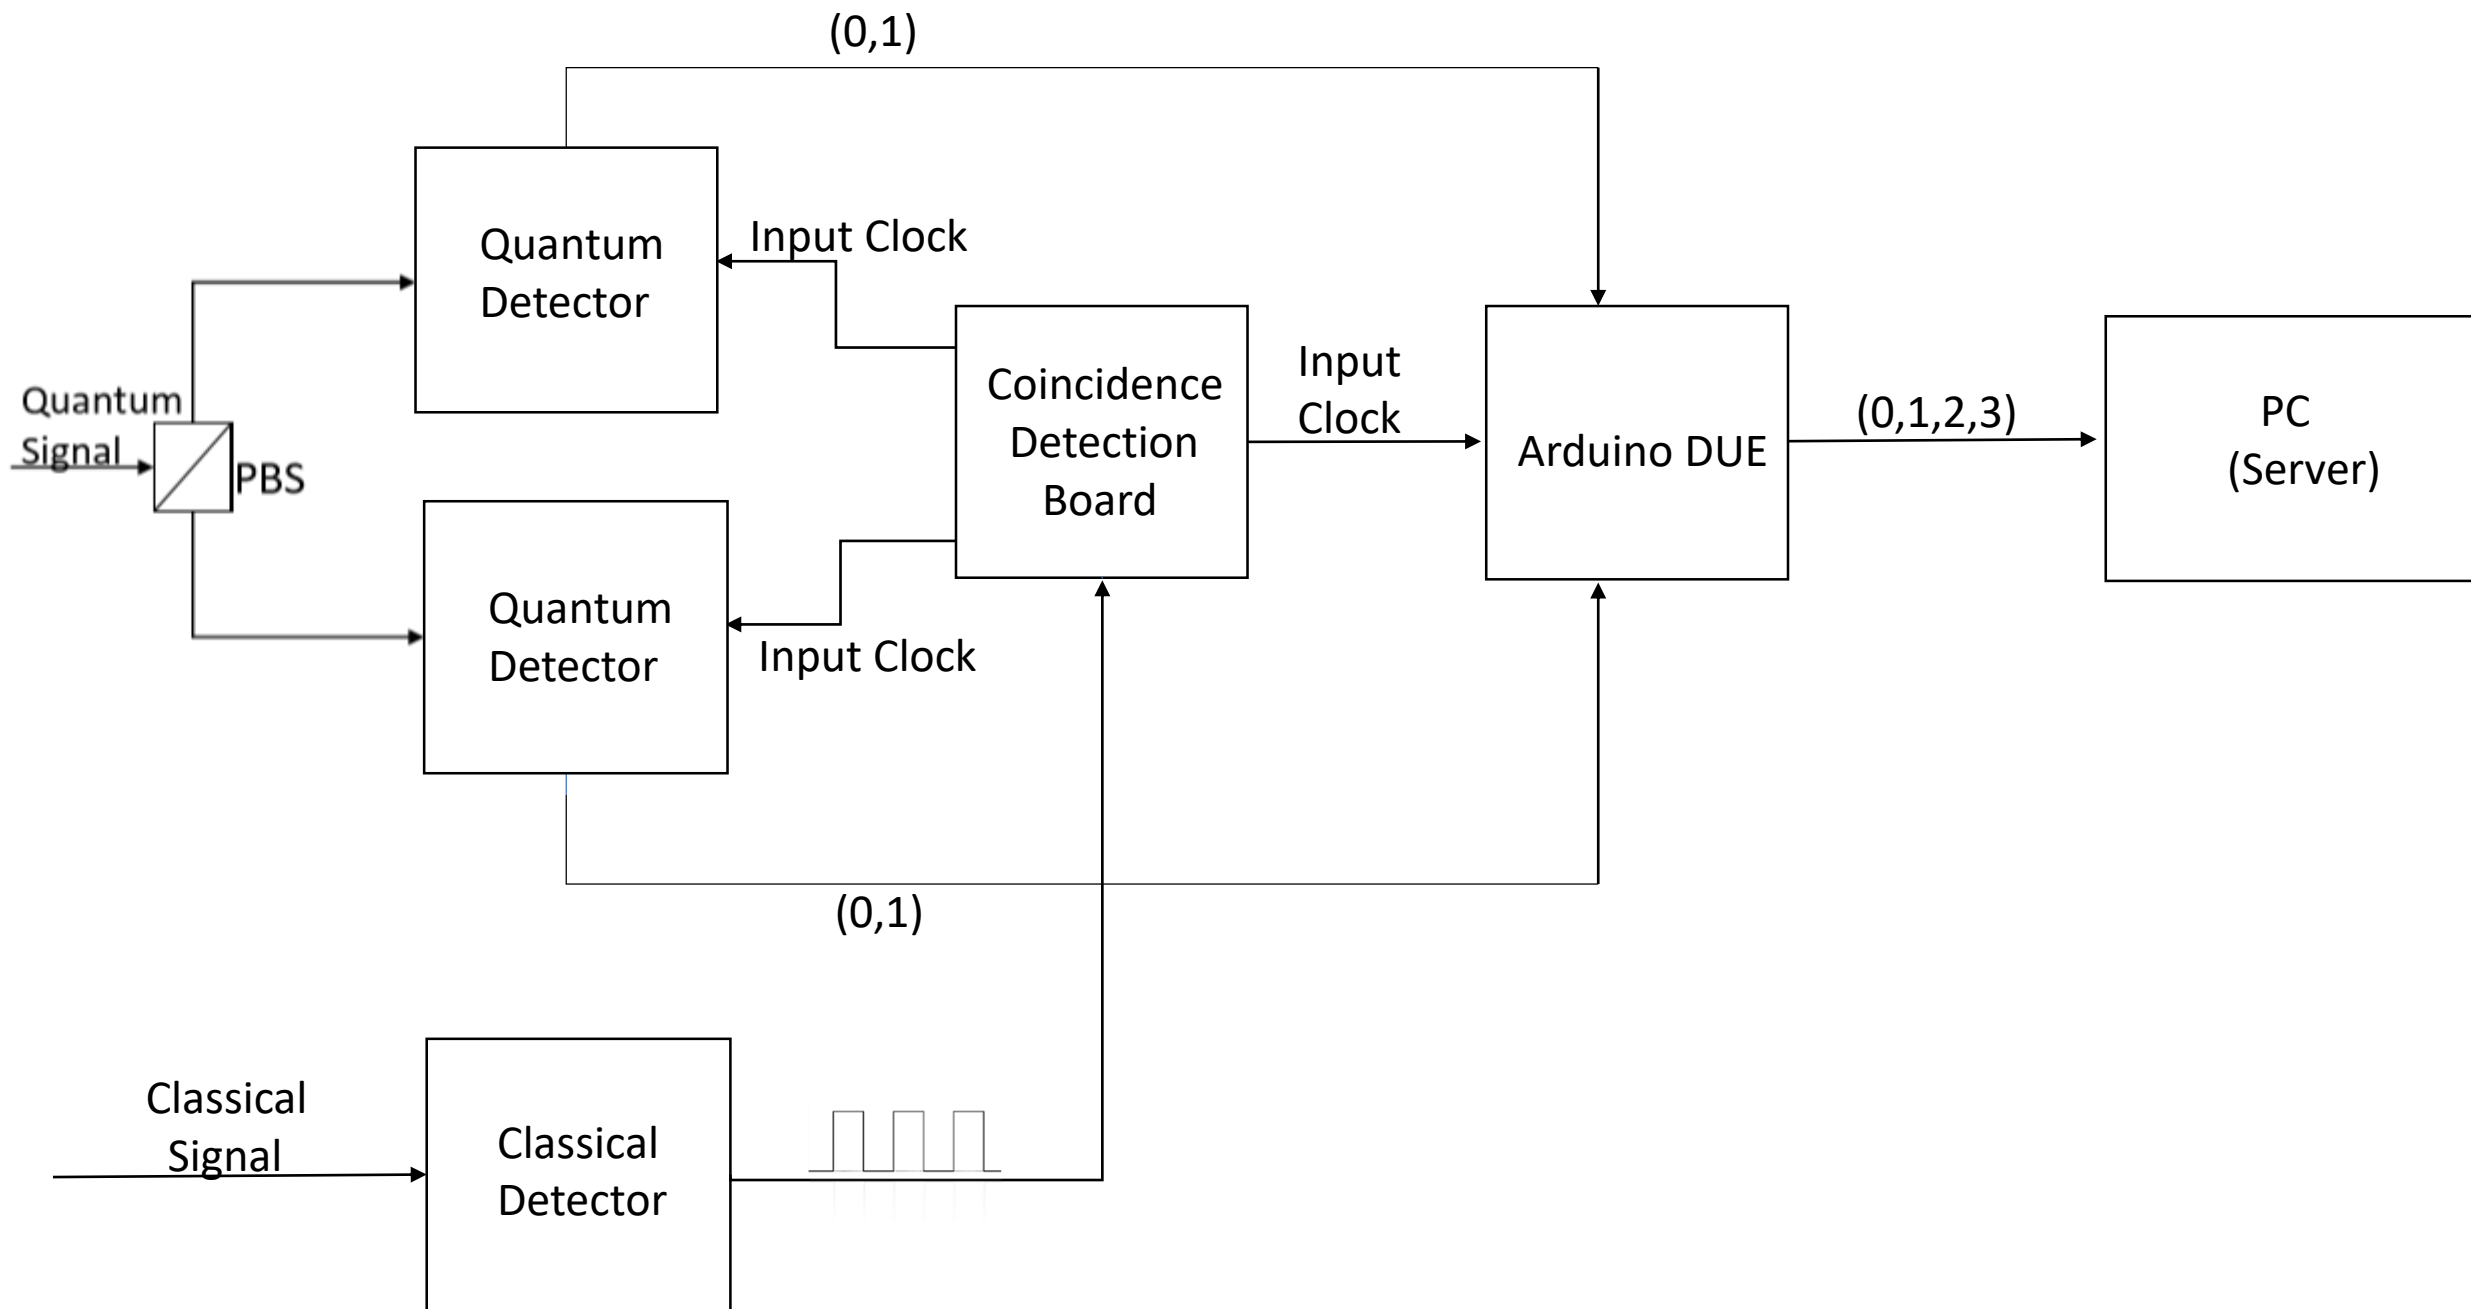 (0,1)
Quantum
Detector
Input Clock
Quantum
Signal
PBS
Coincidence
Detection
Board
Input
Clock
Arduino DUE
(0,1,2,3)
PC
(Server)
Quantum
Detector
Input Clock
(0,1)
Classical
Signal
Classical
Detector